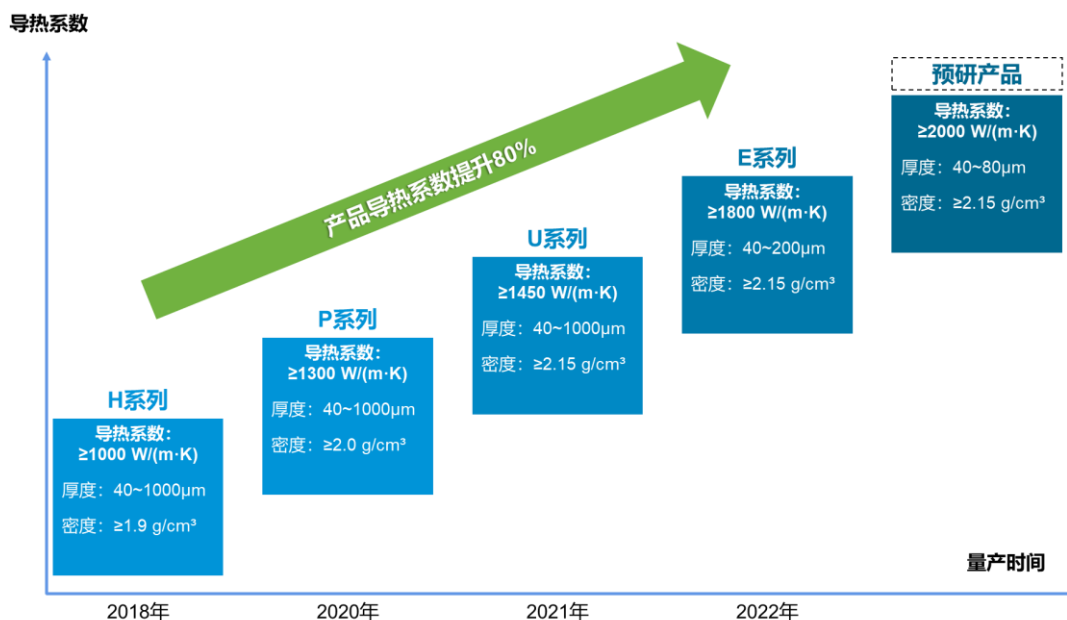 导热系数
预研产品
导热系数：
≥2000 W/(m·K)
厚度：40~80μm
密度：≥2.15 g/cm³
产品导热系数提升80%
E系列
导热系数：
≥1800 W/(m·K)
厚度：40~200μm
密度：≥2.15 g/cm³
U系列
导热系数：
≥1450 W/(m·K)
厚度：40~1000μm
密度：≥2.15 g/cm³
P系列
导热系数：
≥1300 W/(m·K)
厚度：40~1000μm
密度：≥2.0 g/cm³
H系列
导热系数：
≥1000 W/(m·K)
厚度：40~1000μm
密度：≥1.9 g/cm³
量产时间
2018年
2020年
2021年
2022年